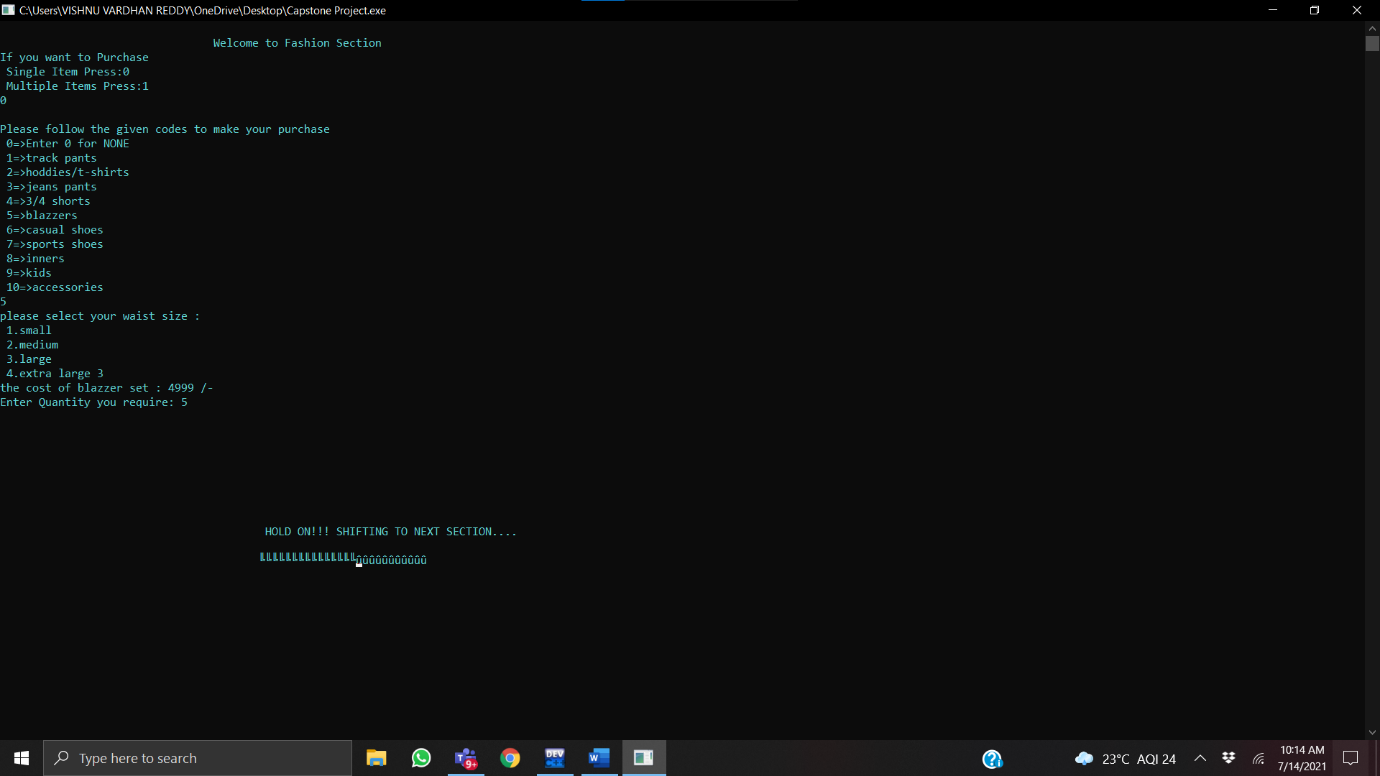 C:\Users\VISHNU VARDHAN REDDY\OneDrive\Desktop\Capstone Project.exe
Welcome to Fashion Section
If you want to Purchase
Single Item Press:0
Multiple Items Press:1
0
Please follow the given codes to make your purchase
0=>Enter 0 for NONE
1=>track pants
2=>hoddies/t-shirts
3=>jeans pants
4=>3/4 shorts
5=>blazzers
6=>casual shoes
7=>sports shoes
8=>inners
9=>kids
10=>accessories
5
please select your waist size :
1.small
2.medium
3.large
4.extra large 3
the cost of blazzer set : 4999 /-
Enter Quantity you require: 5
HOLD ON!!! SHIFTING TO NEXT SECTION....
╚╚╚╚╚╚╚╚╚╚╚╚╚╚╚ûûûûûûûûûûû
Type here to search
9+
DEV
C++
W
23°C AQI 24
10:14 AM
7/14/2021